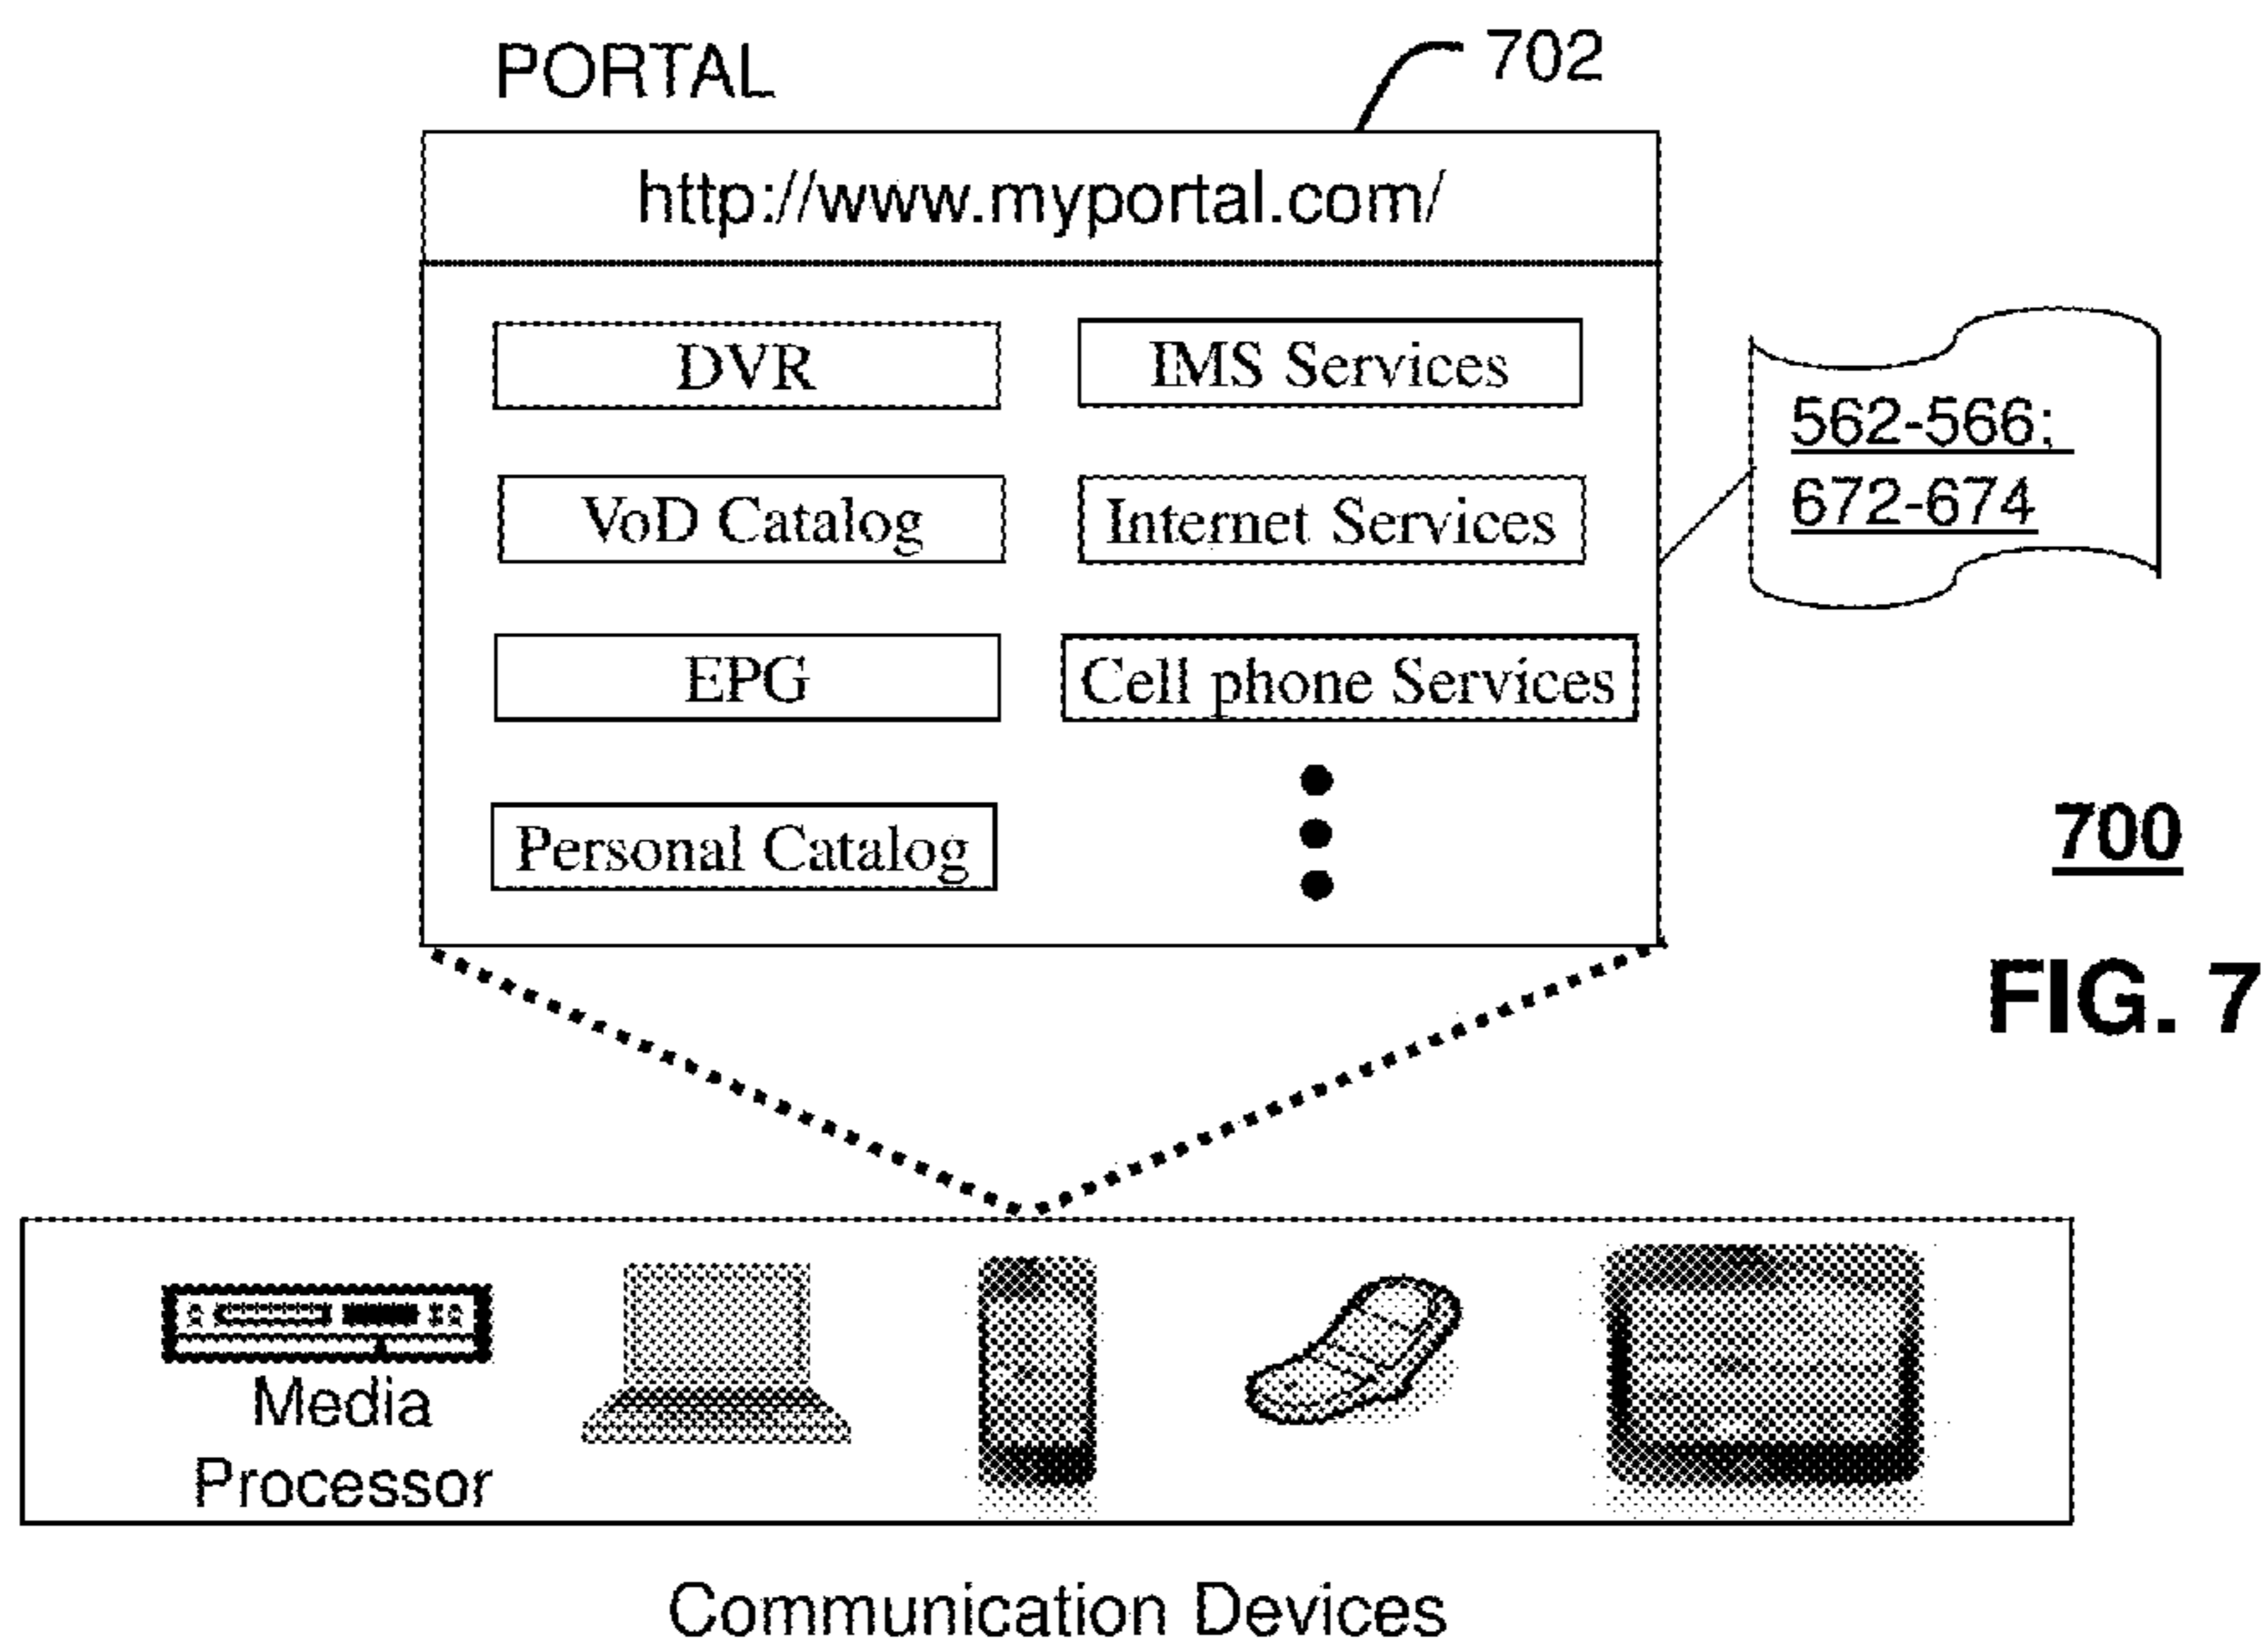 PORTAL
702
http://www.myportal.com/
DVR
IMS Services
VoD Catalog
Internet Services
EPG
Cell phone Services
Personal Catalog
562-566;
672-674
700
FIG. 7
Media
Processor
Communication Devices